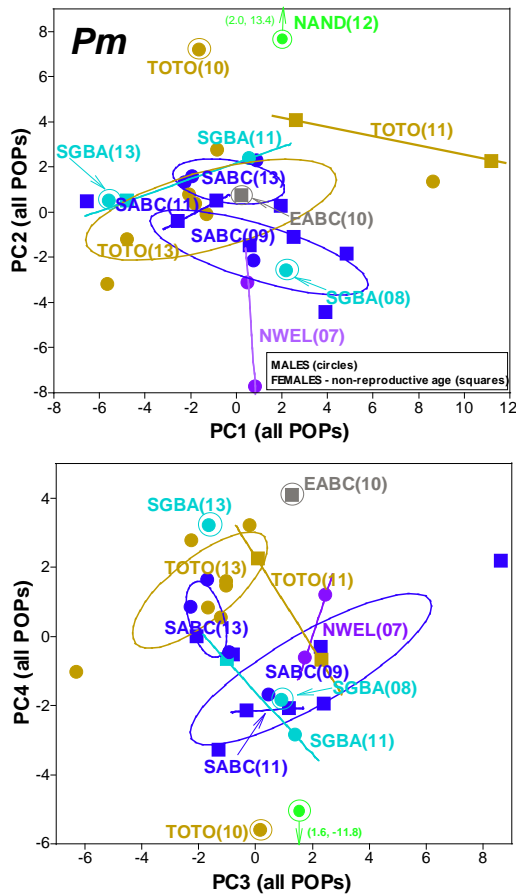 Pm
(2.0, 13.4)
NAND(12)
TOTO(10)
TOTO(11)
SGBA(11)
SGBA(13)
SABC(13)
SABC(11)
EABC(10)
SABC(09)
TOTO(13)
SGBA(08)
NWEL(07)
MALES (circles)
FEMALES - non-reproductive age (squares)
8
6
4
2
0
-2
-4
-6
-8
PC2 (all POPs)
-8 -6 -4 -2 0 2 4 6 8 10 12
PC1 (all POPs)
EABC(10)
SGBA(13)
TOTO(13)
TOTO(11)
SABC(13)
NWEL(07)
SABC(09)
SGBA(08)
SGBA(11)
SABC(11)
TOTO(10)
(1.6, -11.8)
4
2
0
-2
-4
-6
PC4 (all POPs)
-6 -4 -2 0 2 4 6 8
PC3 (all POPs)